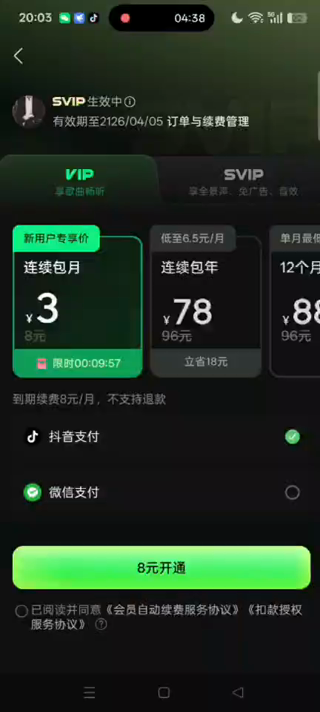 20:03
04:38
5G
SVIP 生效中
有效期至2126/04/05 订单与续费管理
VIP
享歌曲畅听
SVIP
享全景声、免广告、音效
新用户专享价
连续包月
¥3
8元
限时00:09:57
低至6.5元/月
连续包年
¥78
96元
立省18元
单月最低
12个月
¥88
96元
到期续费8元/月，不支持退款
抖音支付
微信支付
8元开通
已阅读并同意《会员自动续费服务协议》《扣款授权
服务协议》